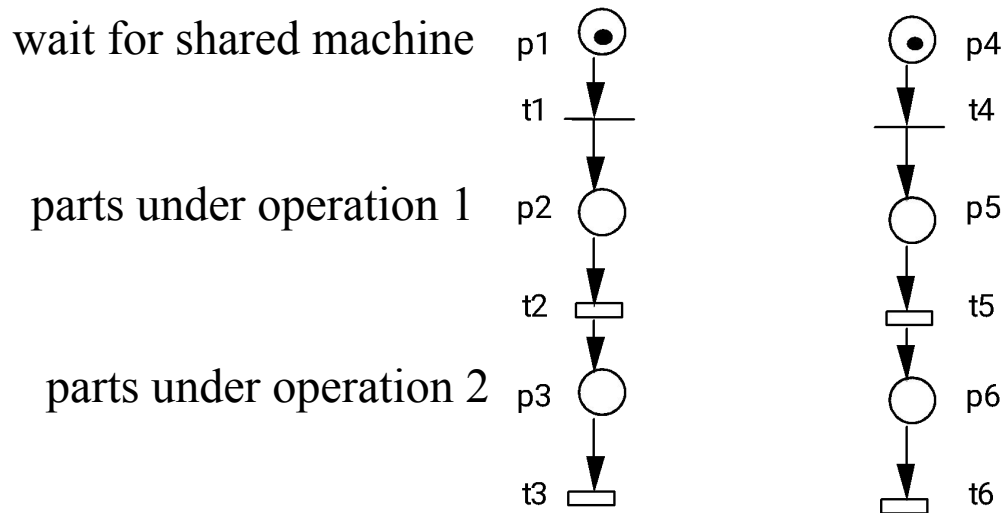 wait for shared machine p1 p4
t1 t4
parts under operation 1 p2 p5
t2 t5
parts under operation 2 p3 p6
t3 t6